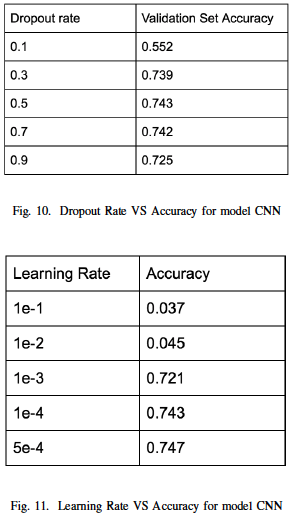 Dropout rate Validation Set Accuracy
0.1 0.552
0.3 0.739
0.5 0.743
0.7 0.742
0.9 0.725
Fig. 10. Dropout Rate VS Accuracy for model CNN
Learning Rate Accuracy
1e-1 0.037
1e-2 0.045
1e-3 0.721
1e-4 0.743
5e-4 0.747
Fig. 11. Learning Rate VS Accuracy for model CNN